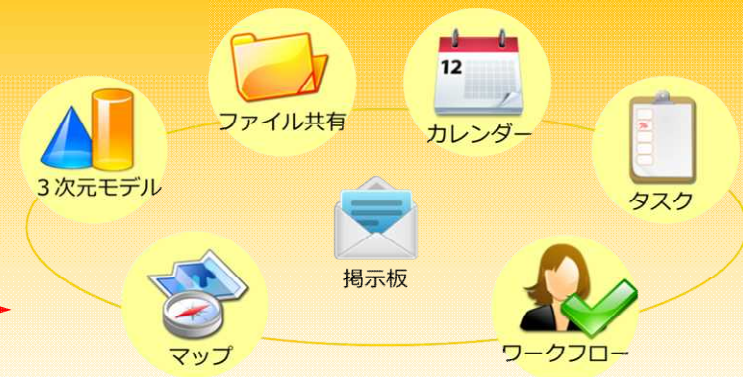 ファイル共有
12
カレンダー
3次元モデル
タスク
掲示板
マップ
ワークフロー